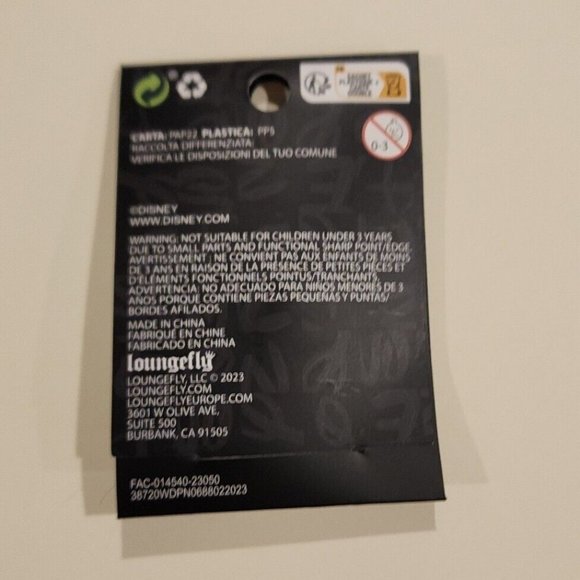 CARTA: PAP22 PLASTICA: PP5
RACCOLTA DIFFERENZIATA.
VERIFICA LE DISPOSIZIONI DEL TUO COMUNE
0-3
©DISNEY
WWW.DISNEY.COM
WARNING: NOT SUITABLE FOR CHILDREN UNDER 3 YEARS
DUE TO SMALL PARTS AND FUNCTIONAL SHARP POINT/EDGE.
AVERTISSEMENT : NE CONVIENT PAS AUX ENFANTS DE MOINS
DE 3 ANS EN RAISON DE LA PRÉSENCE DE PETITES PIÈCES ET
D'ÉLÉMENTS FONCTIONNELS POINTUS/TRANCHANTS.
ADVERTENCIA: NO ADECUADO PARA NIÑOS MENORES DE 3
AÑOS PORQUE CONTIENE PIEZAS PEQUEÑAS Y PUNTAS/
BORDES AFILADOS.
MADE IN CHINA
FABRIQUÉ EN CHINE
FABRICADO EN CHINA
loungefly
LOUNGEFLY, LLC © 2023
LOUNGEFLY.COM
LOUNGEFLYEUROPE.COM
3601 W OLIVE AVE,
SUITE 500
BURBANK, CA 91505
FAC-014540-23050
38720WDPN0688022023